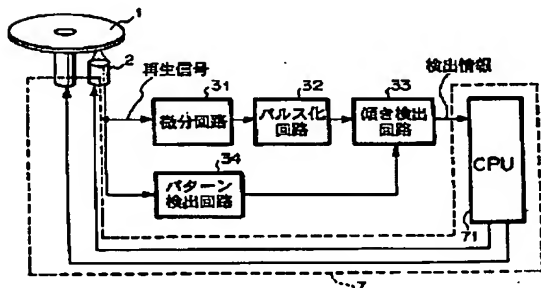 1
2
再生信号
31
32
33
検出情報
微分回路
パルス化
回路
傾き検出
回路
CPU
34
パターン
検出回路
71
7